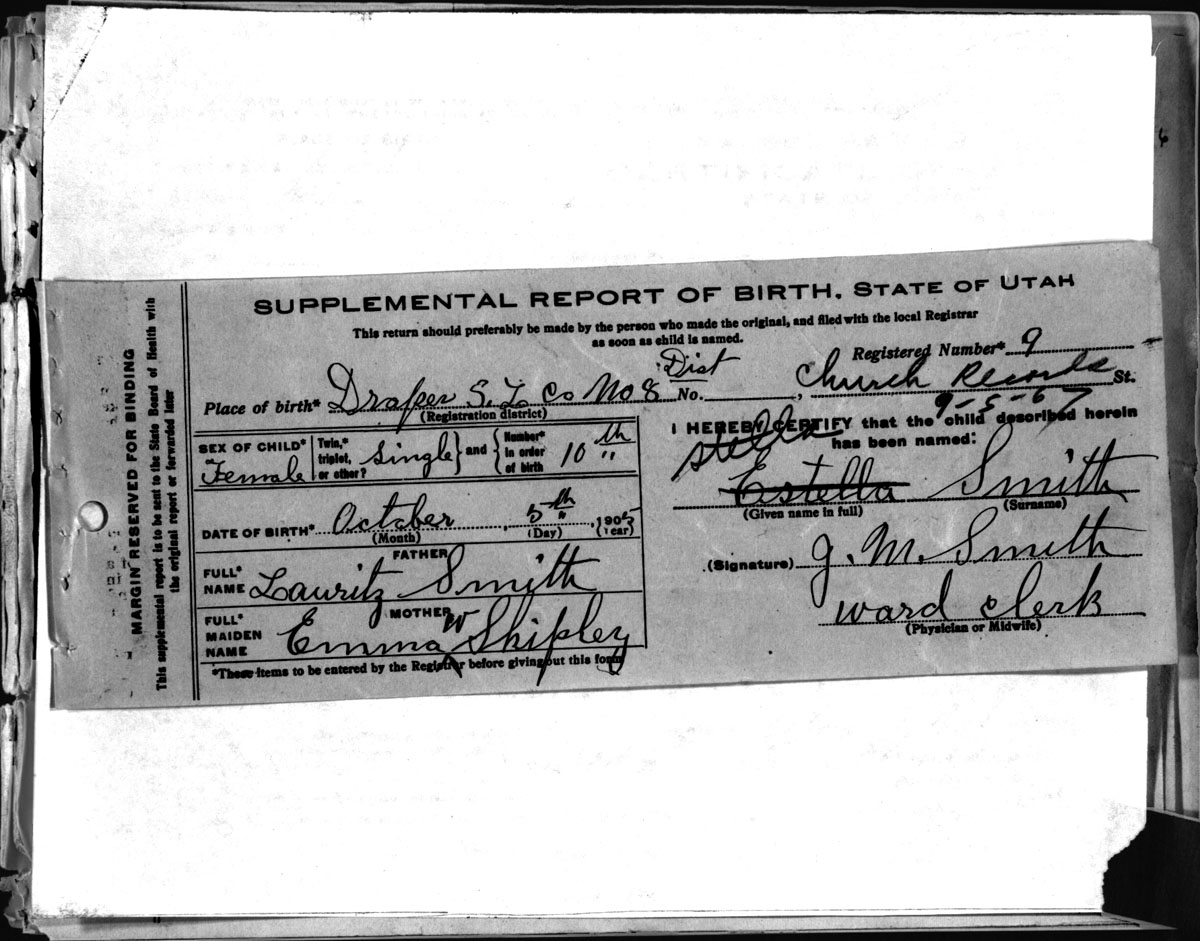 SUPPLEMENTAL REPORT OF BIRTH, STATE OF UTAH
This return should preferably be made by the person who made the original, and filed with the local Registrar
as soon as child is named.
Registered Number* 9
Place of birth* Draper S. L. Co No 8 Dist No. , Church Records St.
(Registration district)
9-5-67
SEX OF CHILD* Female
Twin,* triplet, or other? Single } and { Number* in order of birth 10 th "
DATE OF BIRTH* October , 5 th , 1905
(Month) (Day) (Year)
FATHER
FULL* NAME Lauritz Smith
MOTHER
FULL* MAIDEN NAME Emma W Shipley
*These items to be entered by the Registrar before giving out this form
I HEREBY CERTIFY that the child described herein
has been named:
Stella
Estella Smith
(Given name in full) (Surname)
(Signature) J. M. Smith
Ward Clerk
(Physician or Midwife)
MARGIN RESERVED FOR BINDING
This supplemental report is to be sent to the State Board of Health with
the original report or forwarded later